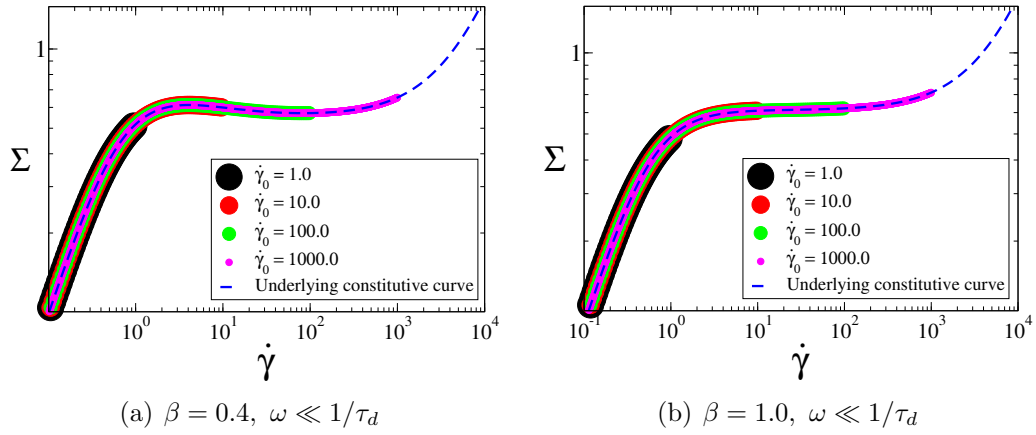 1
Σ
γ̇₀ = 1.0
γ̇₀ = 10.0
γ̇₀ = 100.0
γ̇₀ = 1000.0
Underlying constitutive curve
10⁰ 10¹ 10² 10³ 10⁴
γ̇
(a) β = 0.4, ω ≪ 1/τ_d
1
Σ
γ̇₀ = 1.0
γ̇₀ = 10.0
γ̇₀ = 100.0
γ̇₀ = 1000.0
Underlying constitutive curve
10⁻¹ 10⁰ 10¹ 10² 10³ 10⁴
γ̇
(b) β = 1.0, ω ≪ 1/τ_d